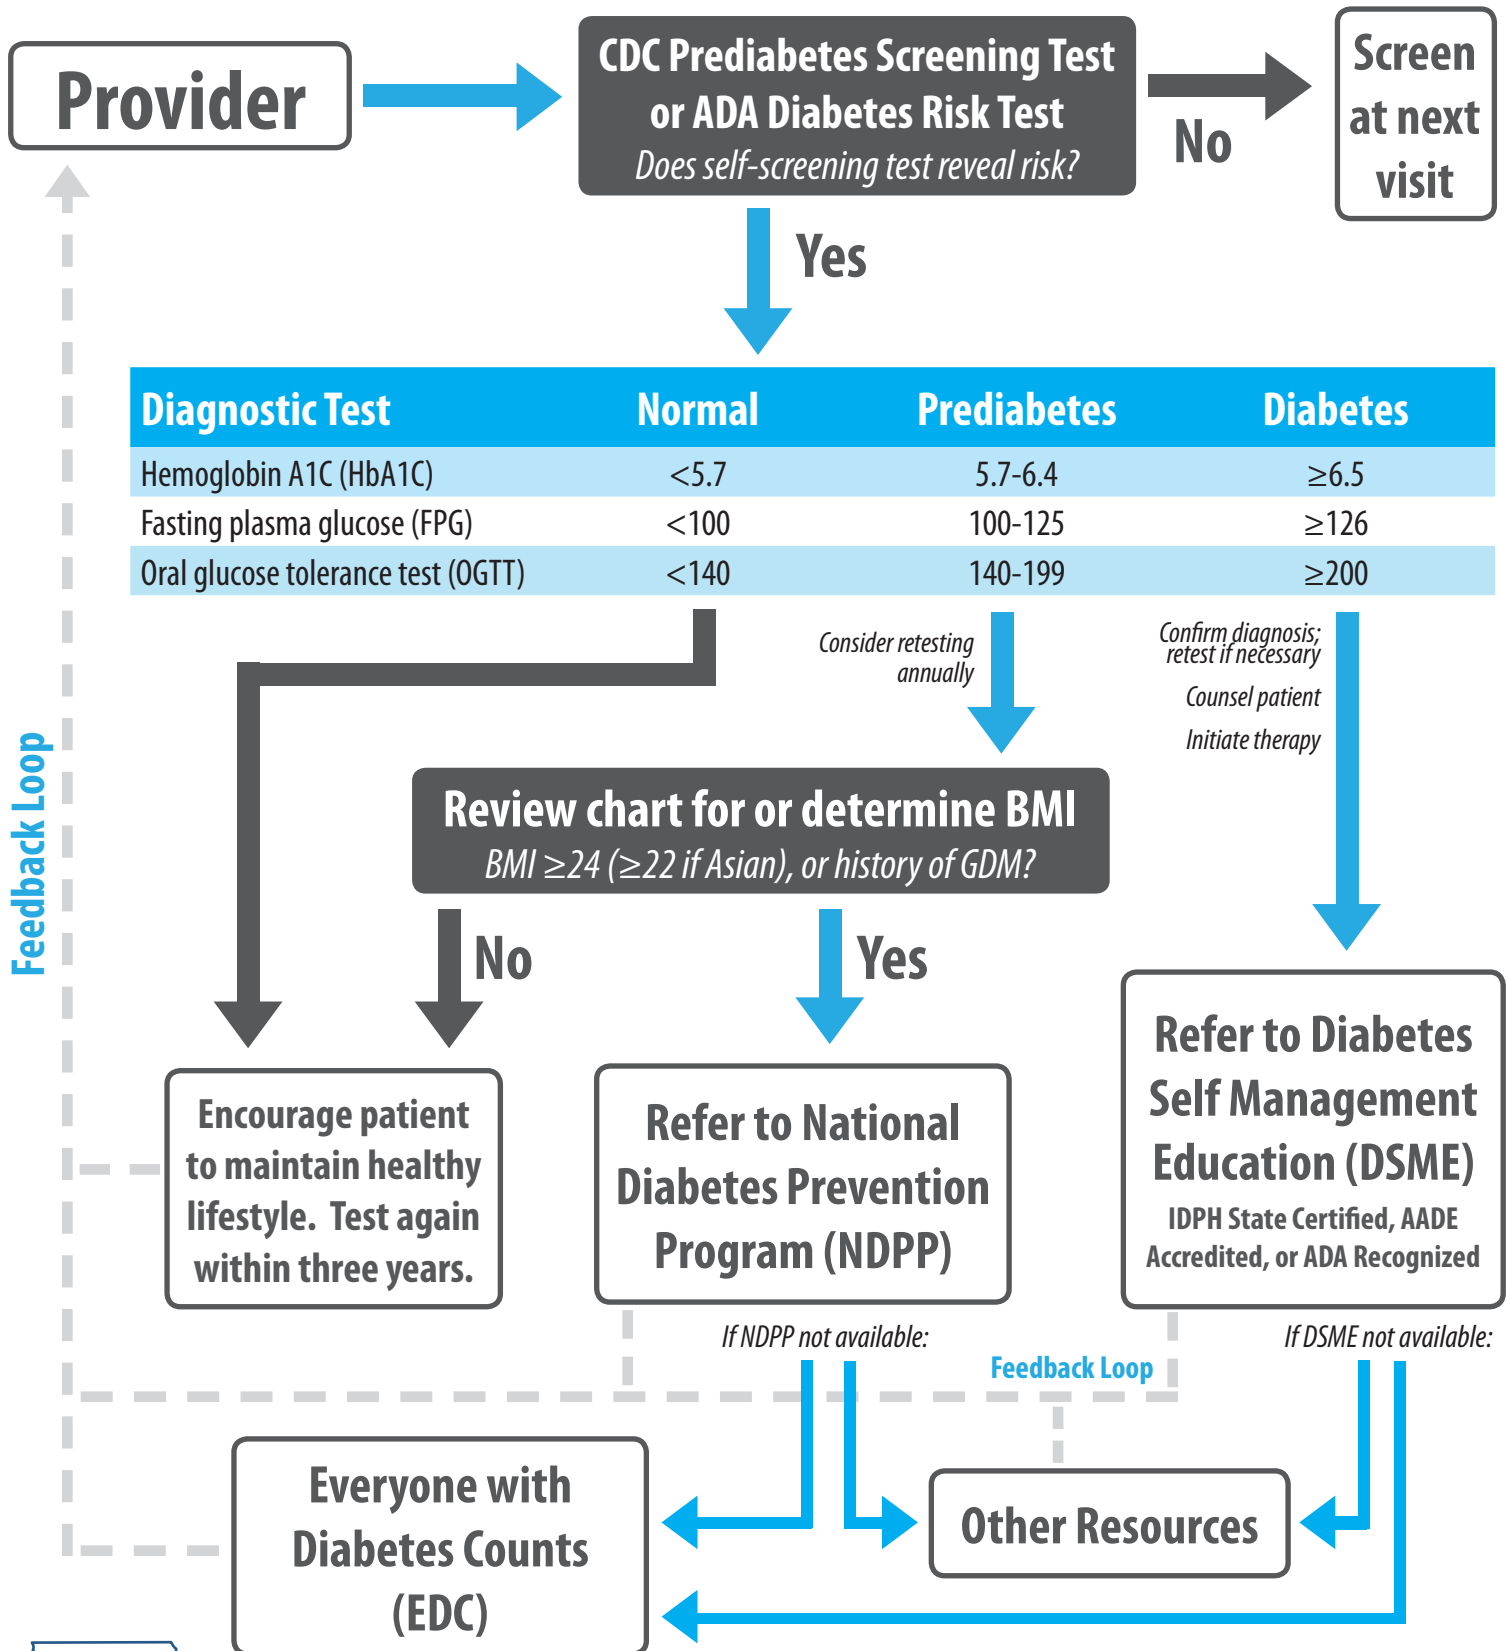 Provider
CDC Prediabetes Screening Test
or ADA Diabetes Risk Test
Does self-screening test reveal risk?
No
Screen
at next
visit
Yes
Diagnostic Test Normal Prediabetes Diabetes
Hemoglobin A1C (HbA1C) <5.7 5.7-6.4 ≥6.5
Fasting plasma glucose (FPG) <100 100-125 ≥126
Oral glucose tolerance test (OGTT) <140 140-199 ≥200
Consider retesting
annually
Confirm diagnosis;
retest if necessary
Counsel patient
Initiate therapy
Feedback Loop
Review chart for or determine BMI
BMI ≥24 (≥22 if Asian), or history of GDM?
No
Yes
Encourage patient
to maintain healthy
lifestyle. Test again
within three years.
Refer to National
Diabetes Prevention
Program (NDPP)
Refer to Diabetes
Self Management
Education (DSME)
IDPH State Certified, AADE
Accredited, or ADA Recognized
If NDPP not available:
If DSME not available:
Feedback Loop
Everyone with
Diabetes Counts
(EDC)
Other Resources